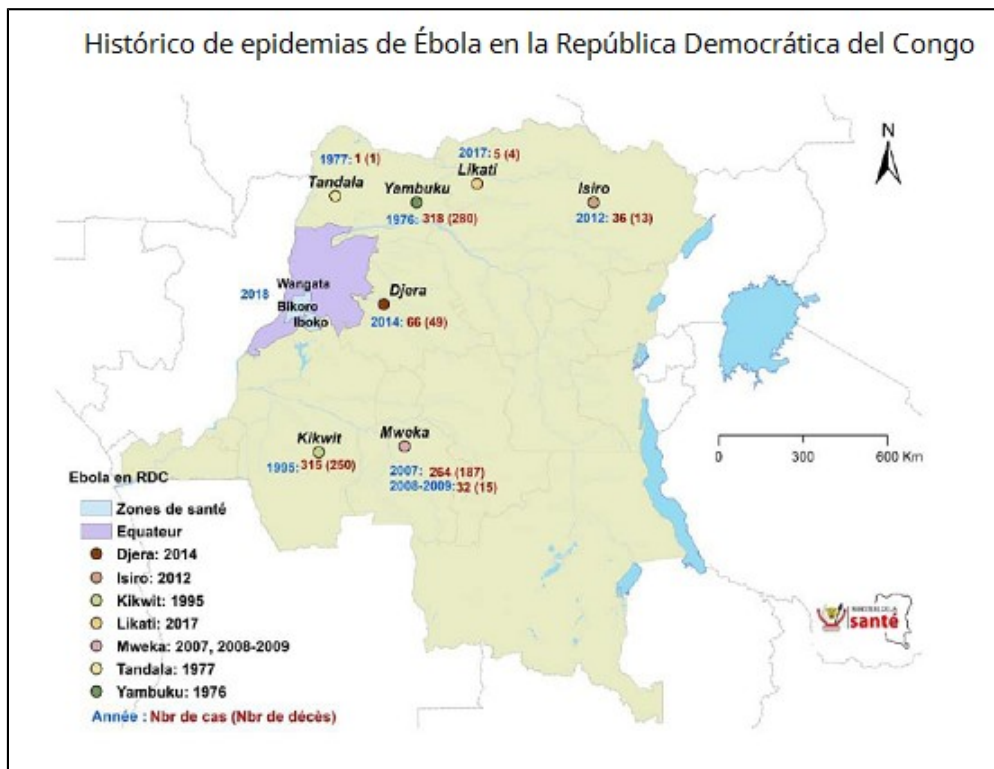 Histórico de epidemias de Ébola en la República Democrática del Congo
N
1977: 1 (1)
Tandala
2017: 5 (4)
Likati
Yambuku
1976: 318 (280)
Isiro
2012: 36 (13)
Wangata
2018
Bikoro
Iboko
Djera
2014: 66 (49)
Kikwit
1995: 315 (250)
Mweka
2007: 264 (187)
2008-2009: 32 (15)
0 300 600 Km
Ebola en RDC
Zones de santé
Equateur
Djera: 2014
Isiro: 2012
Kikwit: 1995
Likati: 2017
Mweka: 2007, 2008-2009
Tandala: 1977
Yambuku: 1976
Année : Nbr de cas (Nbr de décès)
santé